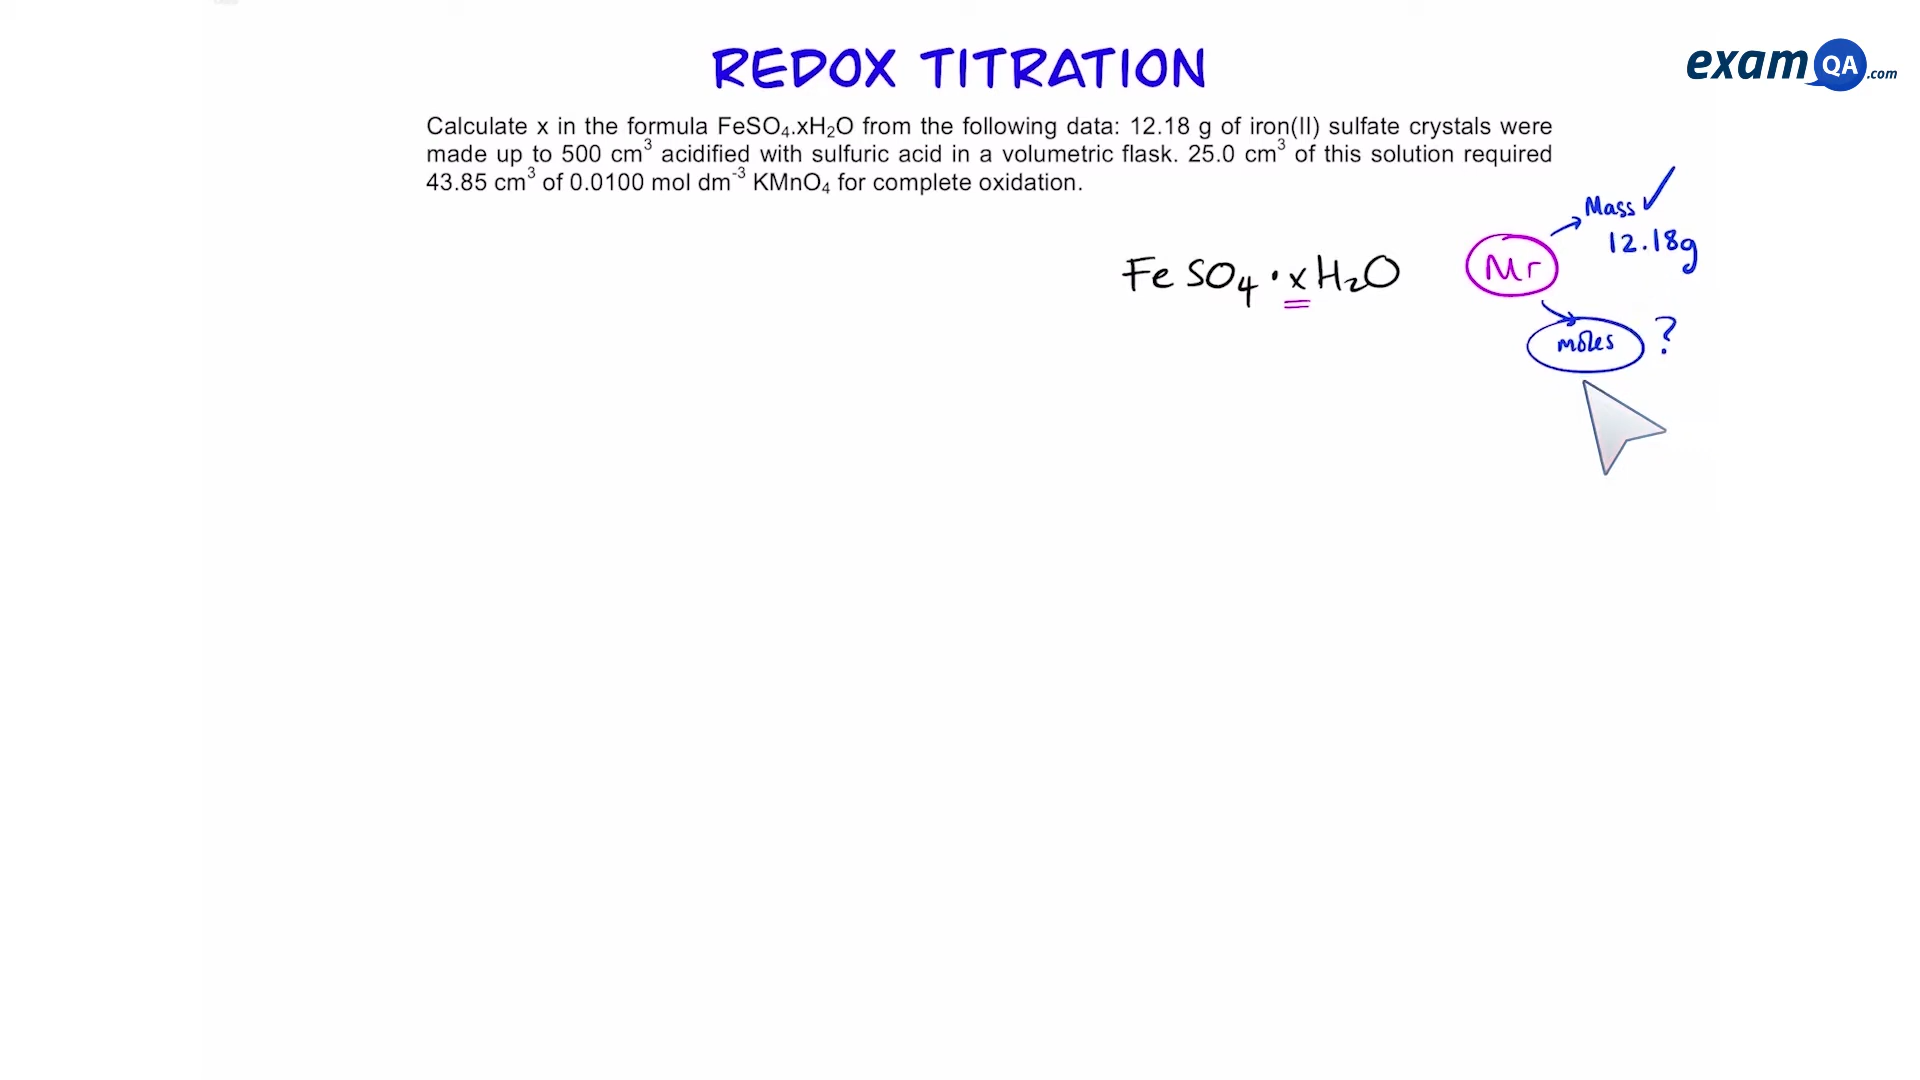 REDOX TITRATION
examQA.com
Calculate x in the formula FeSO₄.xH₂O from the following data: 12.18 g of iron(II) sulfate crystals were
made up to 500 cm³ acidified with sulfuric acid in a volumetric flask. 25.0 cm³ of this solution required
43.85 cm³ of 0.0100 mol dm⁻³ KMnO₄ for complete oxidation.
Mass ✓
12.18g
FeSO₄·xH₂O Mr
moles ?